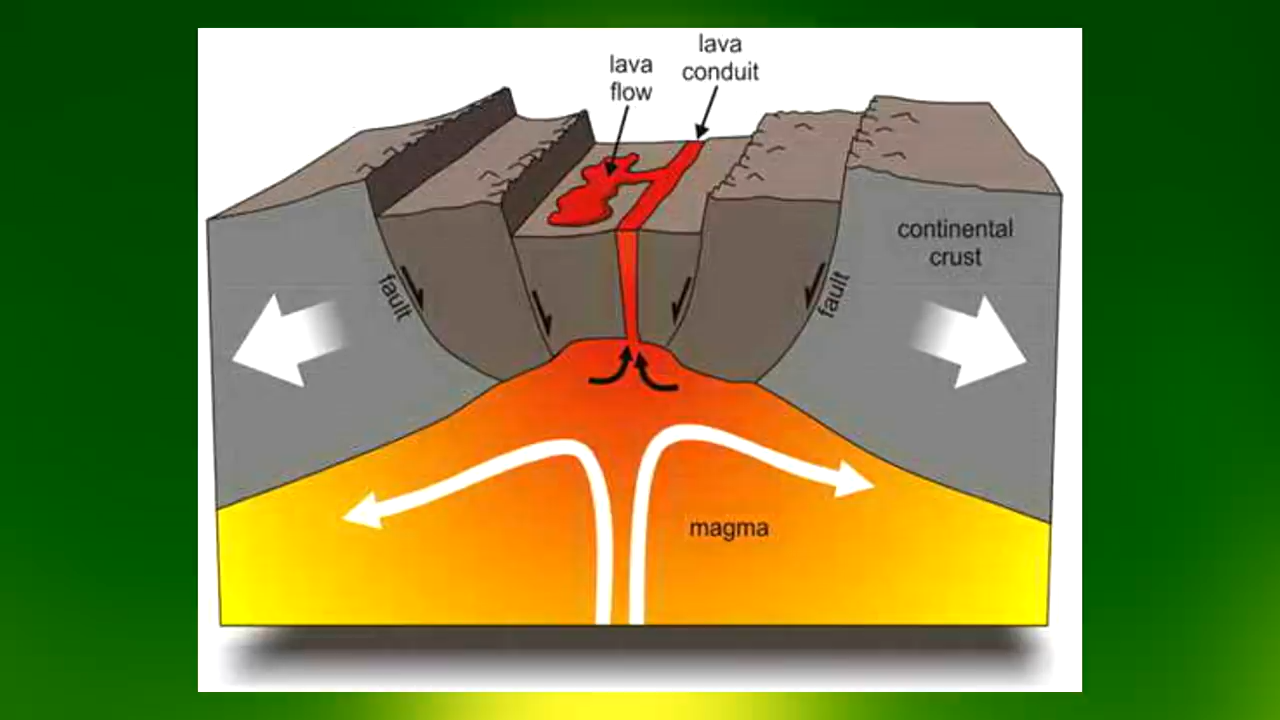 lava
conduit
lava
flow
continental
crust
fault
fault
magma